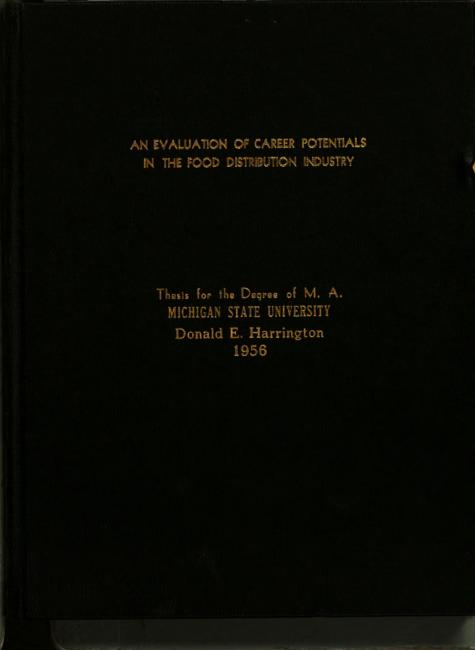 AN EVALUATION OF CAREER POTENTIALS
IN THE FOOD DISTRIBUTION INDUSTRY
Thesis for the Degree of M. A.
MICHIGAN STATE UNIVERSITY
Donald E. Harrington
1956